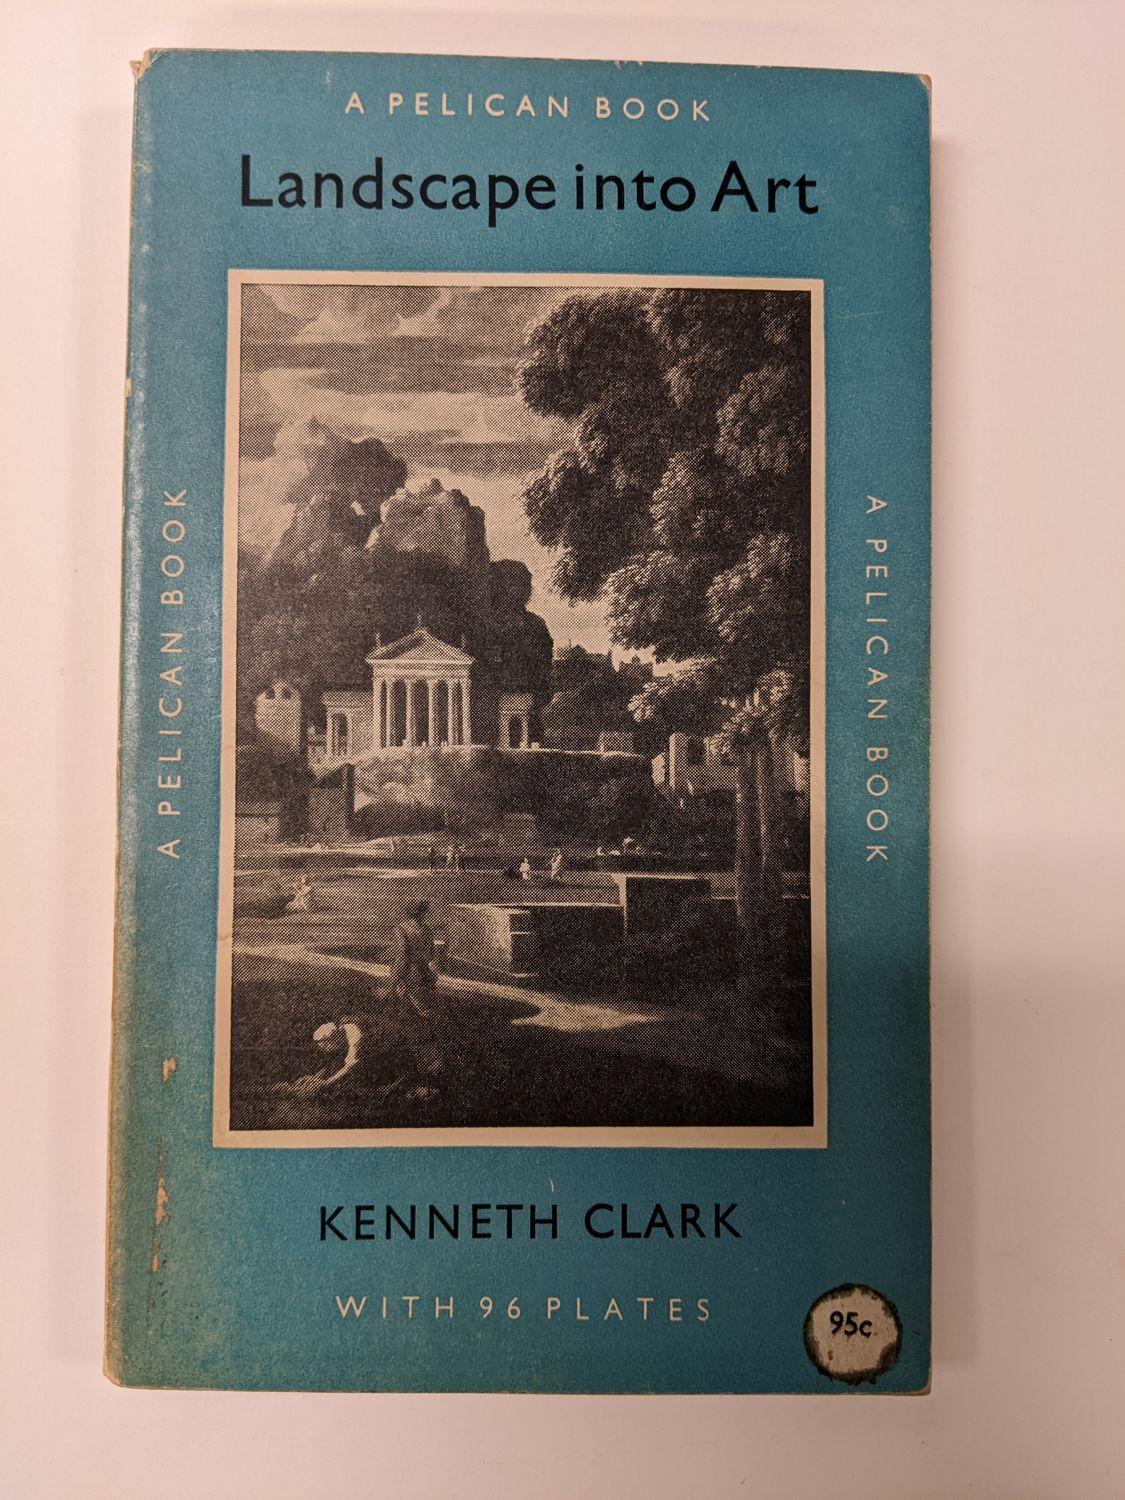 A PELICAN BOOK
Landscape into Art
A PELICAN BOOK
A PELICAN BOOK
KENNETH CLARK
WITH 96 PLATES
95c